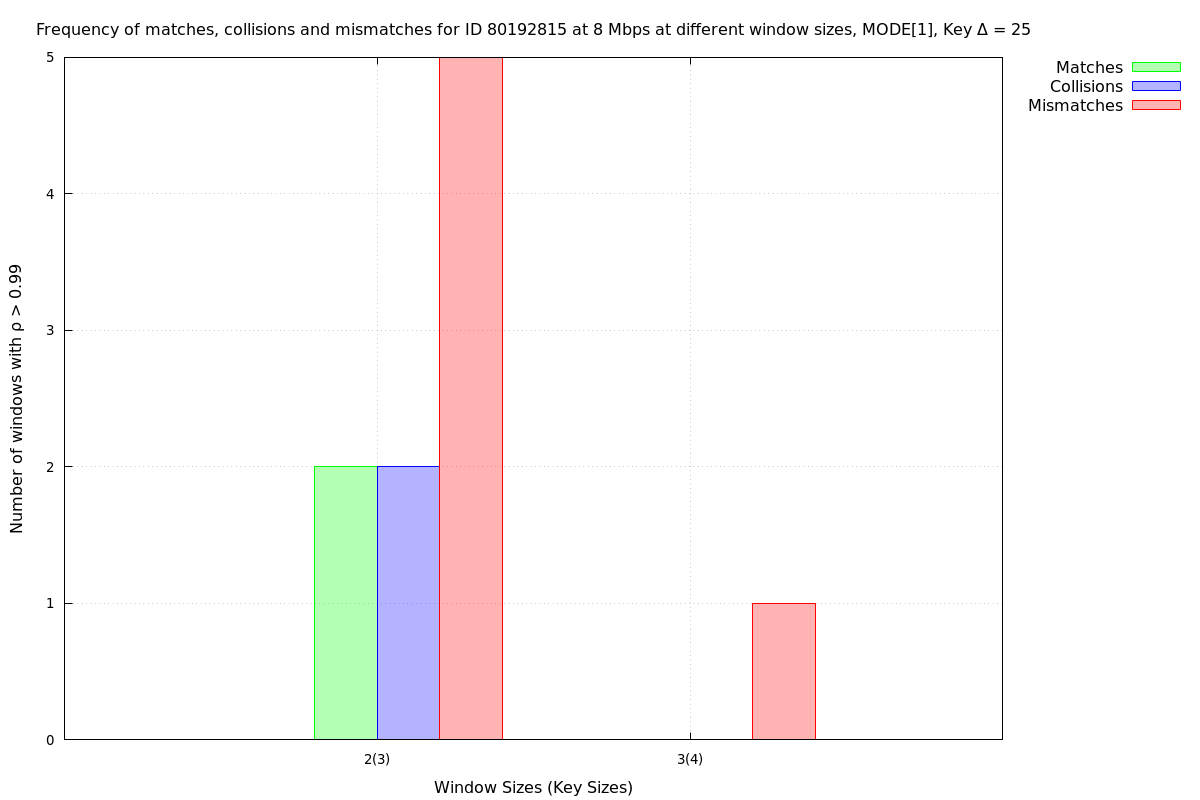 Frequency of matches, collisions and mismatches for ID 80192815 at 8 Mbps at different window sizes, MODE[1], Key Δ = 25
Matches
Collisions
Mismatches
Number of windows with ρ > 0.99
5
4
3
2
1
0
2(3)
3(4)
Window Sizes (Key Sizes)